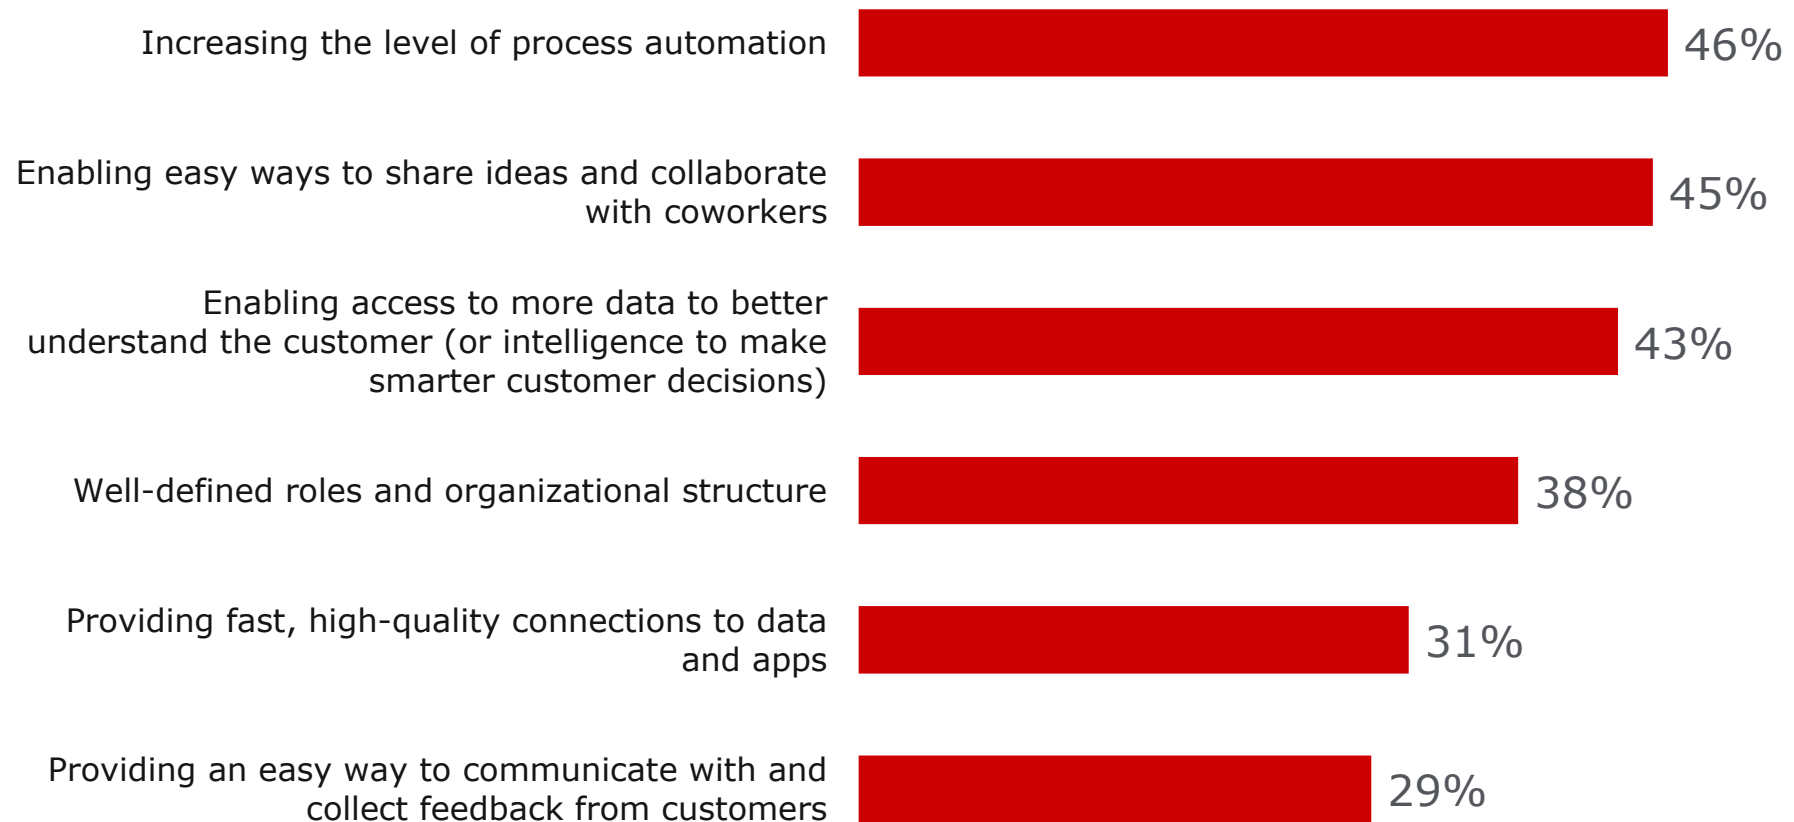 Increasing the level of process automation
46%
Enabling easy ways to share ideas and collaborate
with coworkers
45%
Enabling access to more data to better
understand the customer (or intelligence to make
smarter customer decisions)
43%
Well-defined roles and organizational structure
38%
Providing fast, high-quality connections to data
and apps
31%
Providing an easy way to communicate with and
collect feedback from customers
29%